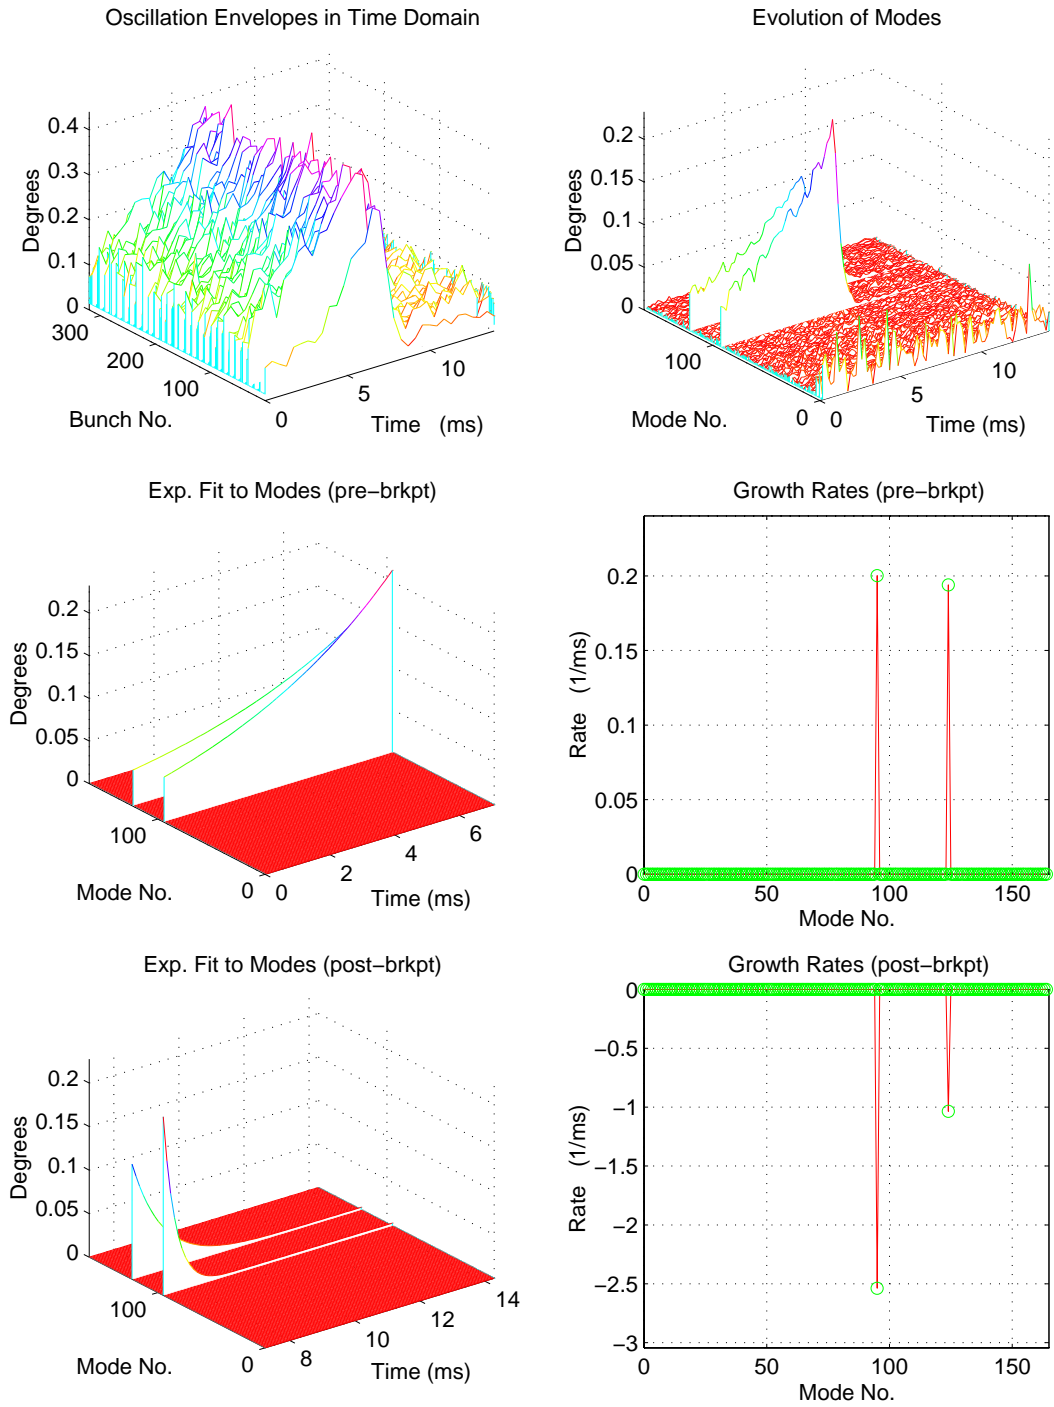 Oscillation Envelopes in Time Domain
0.4
0.3
0.2
0.1
0
Degrees
300
200
100
Bunch No.
0
5
10
Time (ms)
Evolution of Modes
0.2
0.15
0.1
0.05
0
Degrees
100
0
Mode No.
0
5
10
Time (ms)
Exp. Fit to Modes (pre−brkpt)
0.2
0.15
0.1
0.05
0
Degrees
100
0
Mode No.
0
2
4
6
Time (ms)
Growth Rates (pre−brkpt)
0.2
0.15
0.1
0.05
0
Rate (1/ms)
0
50
100
150
Mode No.
Exp. Fit to Modes (post−brkpt)
0.2
0.15
0.1
0.05
0
Degrees
100
0
Mode No.
8
10
12
14
Time (ms)
Growth Rates (post−brkpt)
0
−0.5
−1
−1.5
−2
−2.5
−3
Rate (1/ms)
0
50
100
150
Mode No.